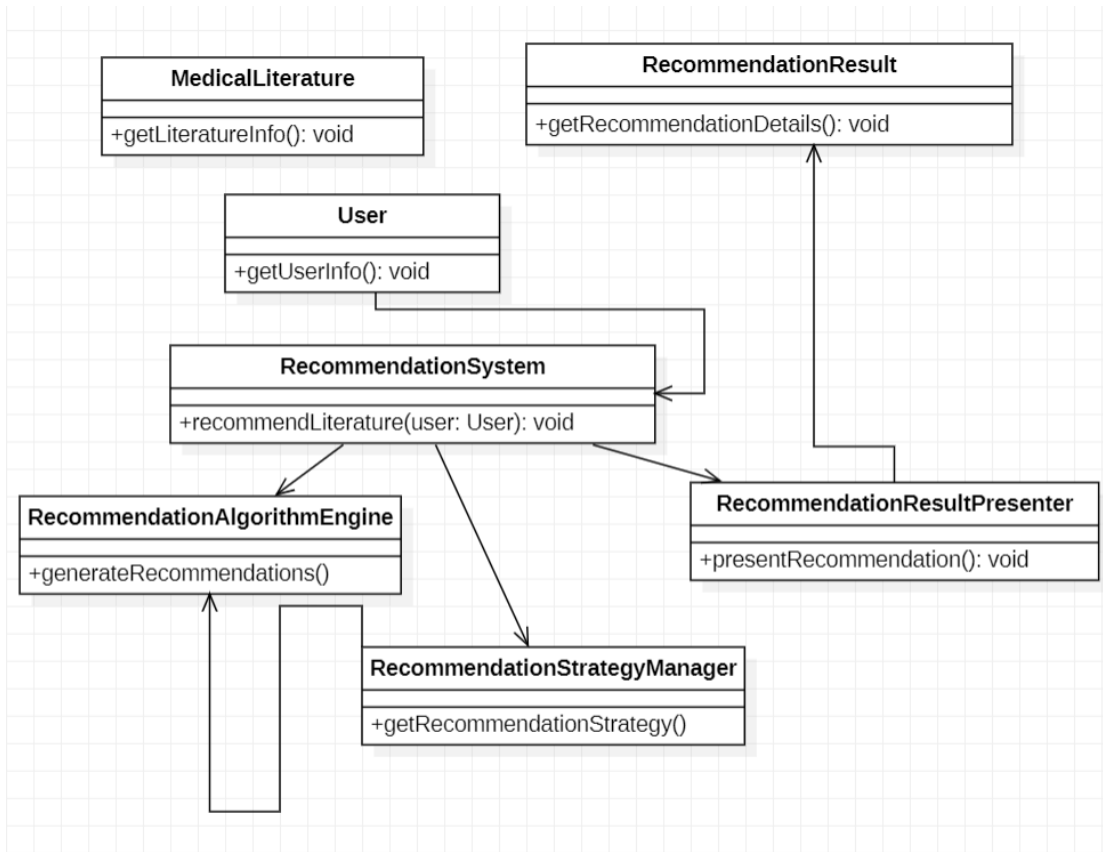 MedicalLiterature
+getLiteratureInfo(): void
RecommendationResult
+getRecommendationDetails(): void
User
+getUserInfo(): void
RecommendationSystem
+recommendLiterature(user: User): void
RecommendationAlgorithmEngine
+generateRecommendations()
RecommendationResultPresenter
+presentRecommendation(): void
RecommendationStrategyManager
+getRecommendationStrategy()